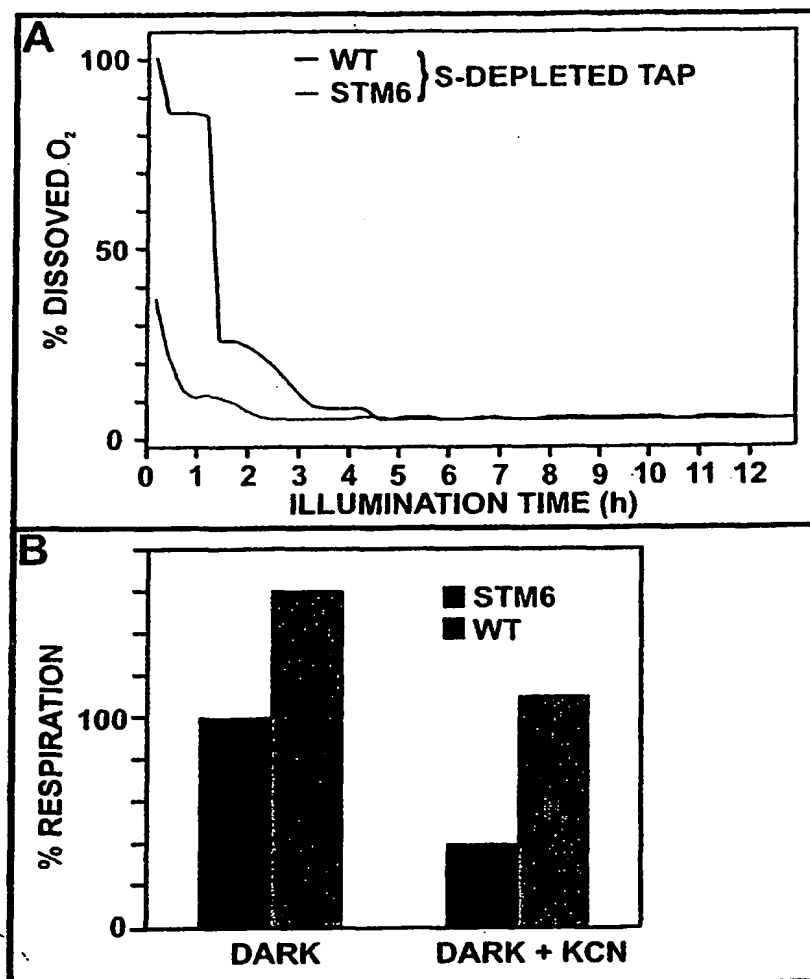 A
100
50
0
% DISSOVED O₂
— WT
— STM6
} S-DEPLETED TAP
0 1 2 3 4 5 6 7 8 9 10 11 12
ILLUMINATION TIME (h)
B
% RESPIRATION
100
0
STM6
WT
DARK DARK + KCN